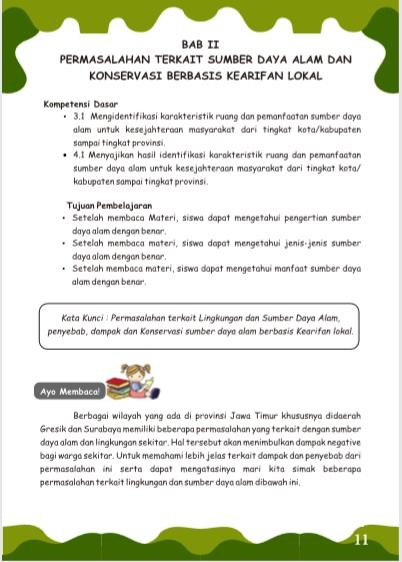 BAB II
PERMASALAHAN TERKAIT SUMBER DAYA ALAM DAN
KONSERVASI BERBASIS KEARIFAN LOKAL
Kompetensi Dasar
• 3.1 Mengidentifikasi karakteristik ruang dan pemanfaatan sumber daya
alam untuk kesejahteraan masyarakat dari tingkat kota/kabupaten
sampai tingkat provinsi.
• 4.1 Menyajikan hasil identifikasi karakteristik ruang dan pemanfaatan
sumber daya alam untuk kesejahteraan masyarakat dari tingkat kota/
kabupaten sampai tingkat provinsi.
Tujuan Pembelajaran
• Setelah membaca Materi, siswa dapat mengetahui pengertian sumber
daya alam dengan benar.
• Setelah membaca materi, siswa dapat mengetahui jenis-jenis sumber
daya alam dengan benar.
• Setelah membaca materi, siswa dapat mengetahui manfaat sumber daya
alam dengan benar.
Kata Kunci : Permasalahan terkait Lingkungan dan Sumber Daya Alam,
penyebab, dampak dan Konservasi sumber daya alam berbasis Kearifan lokal.
Ayo Membaca!
Berbagai wilayah yang ada di provinsi Jawa Timur khususnya didaerah
Gresik dan Surabaya memiliki beberapa permasalahan yang terkait dengan sumber
daya alam dan lingkungan sekitar. Hal tersebut akan menimbulkan dampak negative
bagi warga sekitar. Untuk memahami lebih jelas terkait dampak dan penyebab dari
permasalahan ini serta dapat mengatasinya mari kita simak beberapa
permasalahan terkait lingkungan dan sumber daya alam dibawah ini.
11